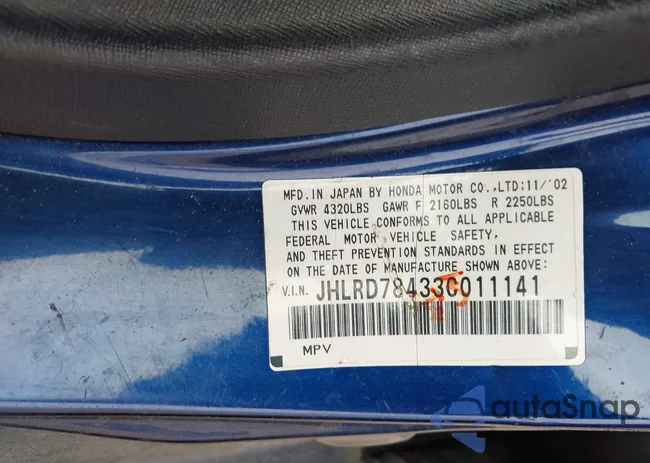 MFD. IN JAPAN BY HONDA MOTOR CO., LTD; 11/'02
GVWR 4320LBS GAWR F 2160LBS R 2250LBS
THIS VEHICLE CONFORMS TO ALL APPLICABLE
FEDERAL MOTOR VEHICLE SAFETY,
AND THEFT PREVENTION STANDARDS IN EFFECT
ON THE DATE OF MANUFACTURE SHOWN ABOVE:
V.I.N. JHLRD78433C011141
MPV
autoSnap